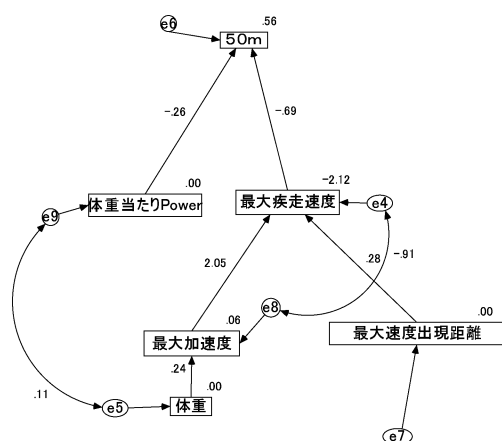 e6
.56
50m
-.26
-.69
.00
体重当たりPower
e9
-2.12
最大疾走速度
e4
2.05
.28
-.91
e8
.06
最大加速度
.00
最大速度出現距離
.24
.00
.11
e5
体重
e7